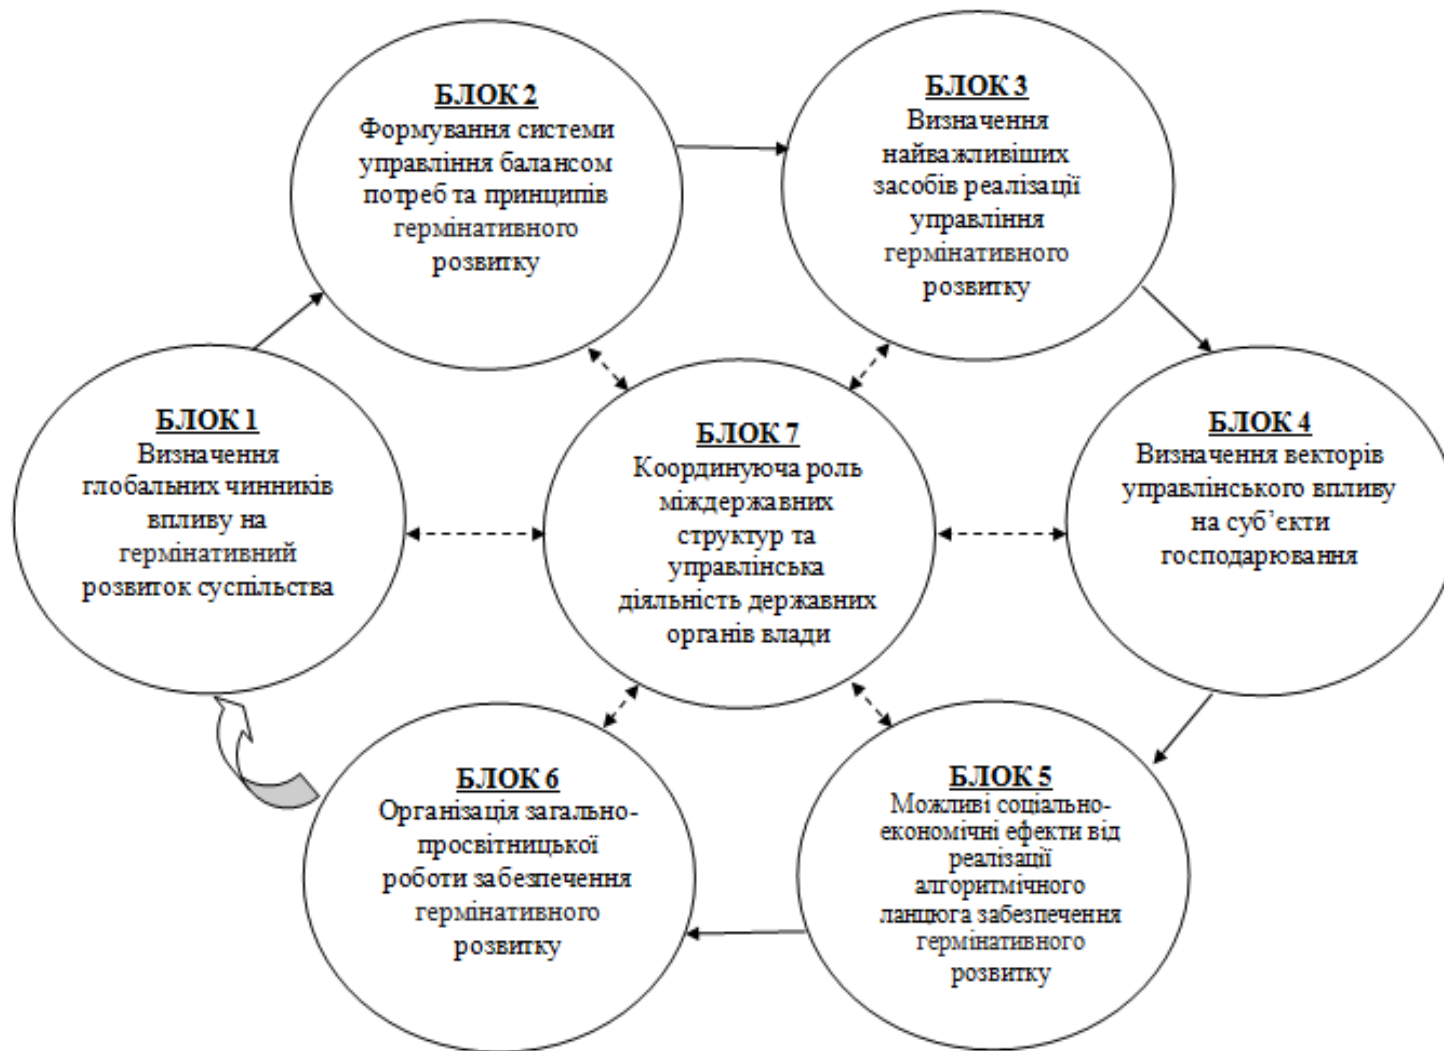 БЛОК 1
Визначення
глобальних чинників
впливу на
гермінативний
розвиток суспільства
БЛОК 2
Формування системи
управління балансом
потреб та принципів
гермінативного
розвитку
БЛОК 3
Визначення
найважливіших
засобів реалізації
управління
гермінативного
розвитку
БЛОК 4
Визначення векторів
управлінського впливу
на суб’єкти
господарювання
БЛОК 5
Можливі соціально-
економічні ефекти від
реалізації
алгоритмічного
ланцюга забезпечення
гермінативного
розвитку
БЛОК 6
Організація загально-
просвітницької
роботи забезпечення
гермінативного
розвитку
БЛОК 7
Координуюча роль
міждержавних
структур та
управлінська
діяльність державних
органів влади